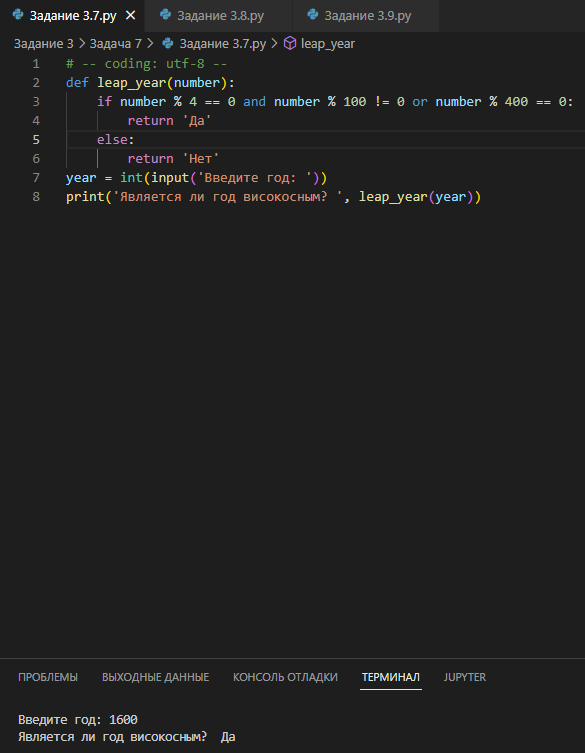 Задание 3.7.py Задание 3.8.py Задание 3.9.py
Задание 3 > Задача 7 > Задание 3.7.py > leap_year
1 # -- coding: utf-8 --
2 def leap_year(number):
3     if number % 4 == 0 and number % 100 != 0 or number % 400 == 0:
4         return 'Да'
5     else:
6         return 'Нет'
7 year = int(input('Введите год: '))
8 print('Является ли год високосным? ', leap_year(year))
ПРОБЛЕМЫ ВЫХОДНЫЕ ДАННЫЕ КОНСОЛЬ ОТЛАДКИ ТЕРМИНАЛ JUPYTER
Введите год: 1600
Является ли год високосным?  Да